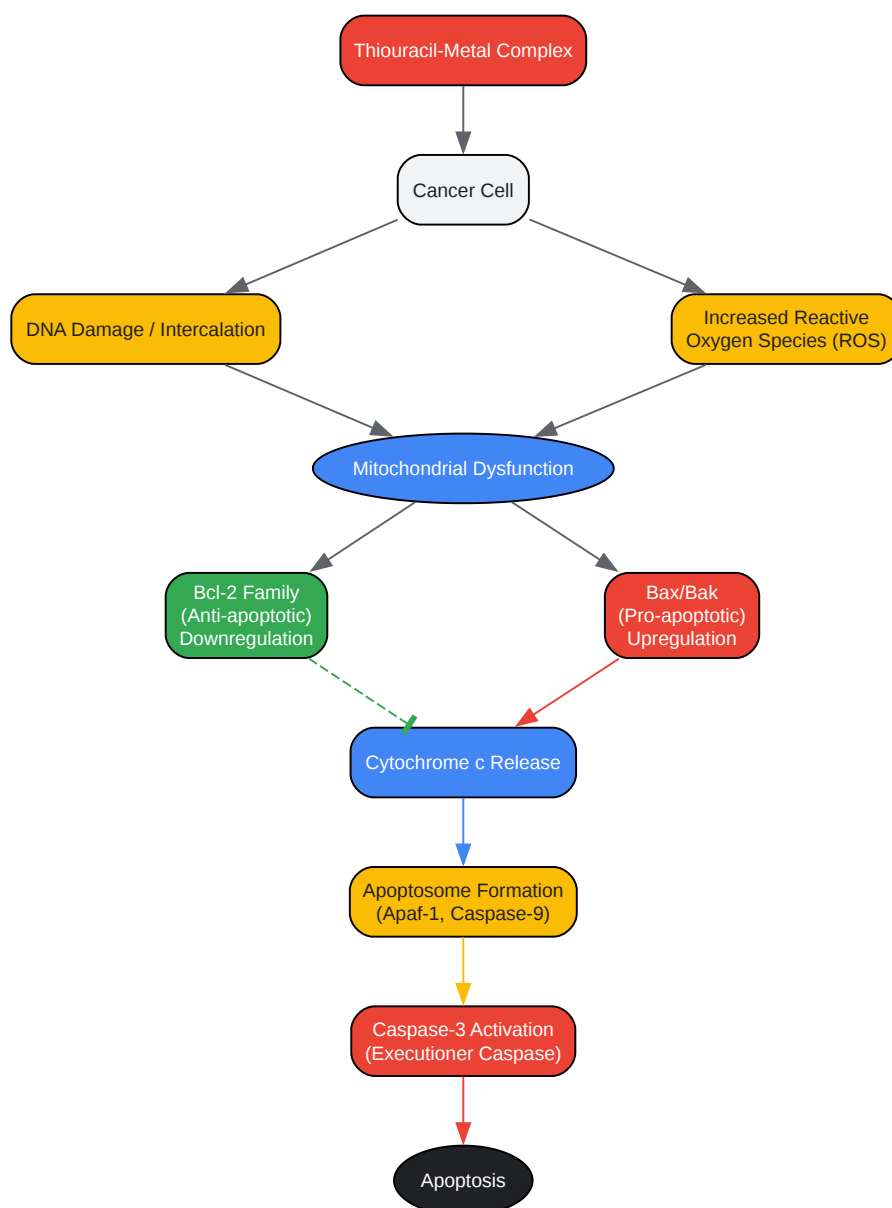 Thiouracil-Metal Complex
Cancer Cell
DNA Damage / Intercalation
Increased Reactive
Oxygen Species (ROS)
Mitochondrial Dysfunction
Bcl-2 Family
(Anti-apoptotic)
Downregulation
Bax/Bak
(Pro-apoptotic)
Upregulation
Cytochrome c Release
Apoptosome Formation
(Apaf-1, Caspase-9)
Caspase-3 Activation
(Executioner Caspase)
Apoptosis